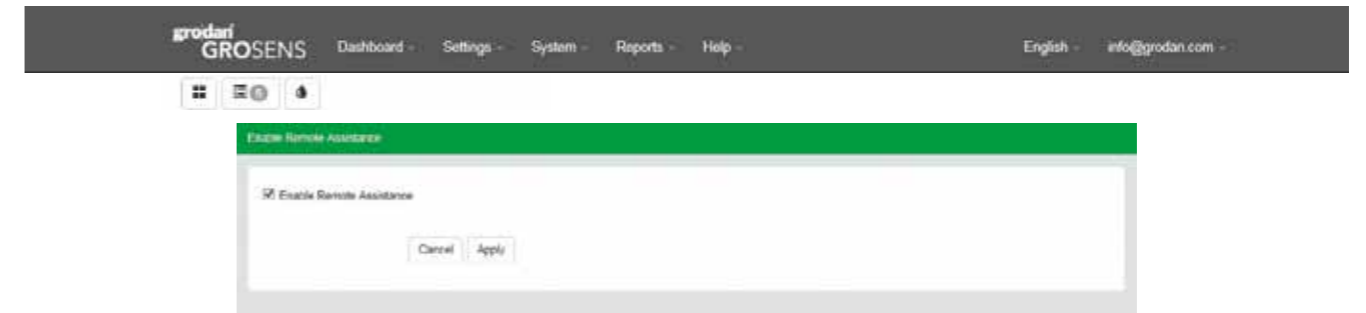 grodan
GROSENS Dashboard Settings System Reports Help English info@grodan.com
Enable Remote Assistance
Enable Remote Assistance
Cancel Apply